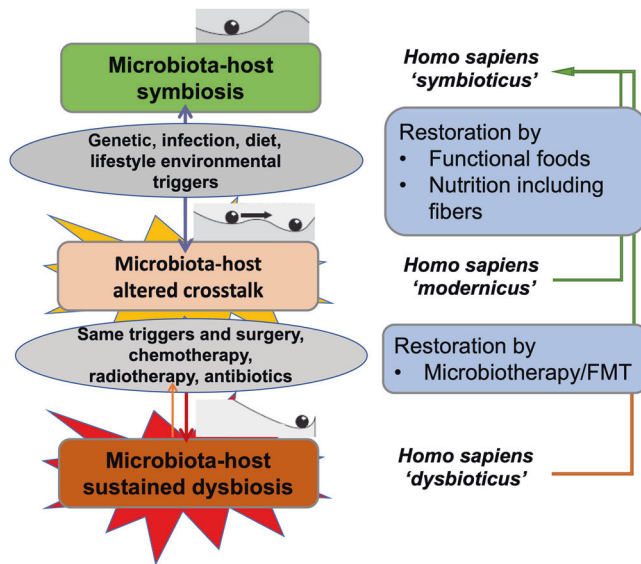 Microbiota-host
symbiosis
Genetic, infection, diet,
lifestyle environmental
triggers
Microbiota-host
altered crosstalk
Same triggers and surgery,
chemotherapy,
radiotherapy, antibiotics
Microbiota-host
sustained dysbiosis
Homo sapiens
‘symbioticus’
Restoration by
• Functional foods
• Nutrition including
fibers
Homo sapiens
‘modernicus’
Restoration by
• Microbiotherapy/FMT
Homo sapiens
‘dysbioticus’